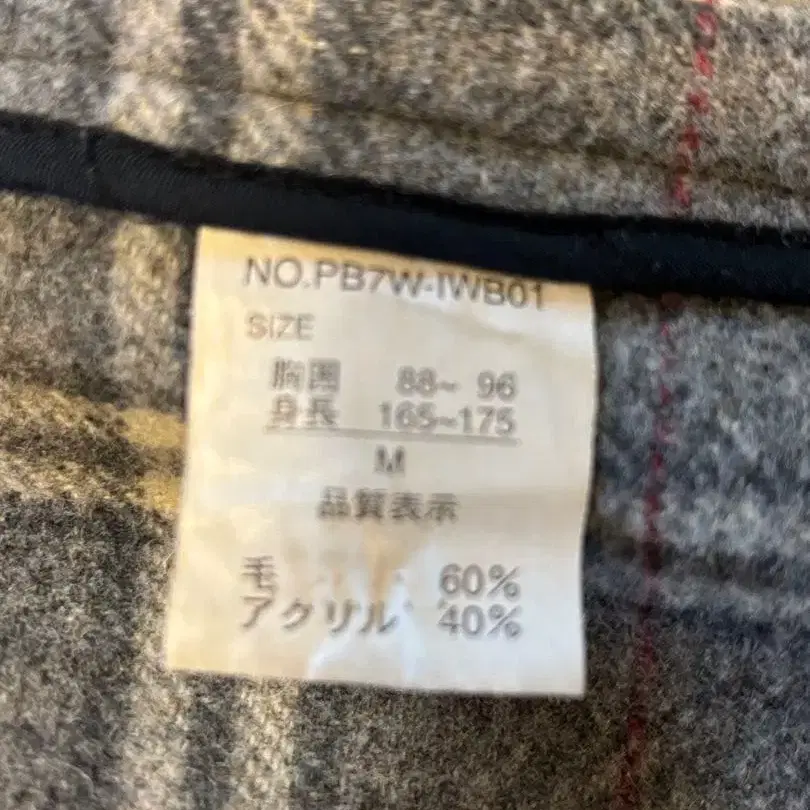 NO.PB7W-IWB01
SIZE
胸囲 88~ 96
身長 165~175
M
品質表示
毛 60%
アクリル 40%